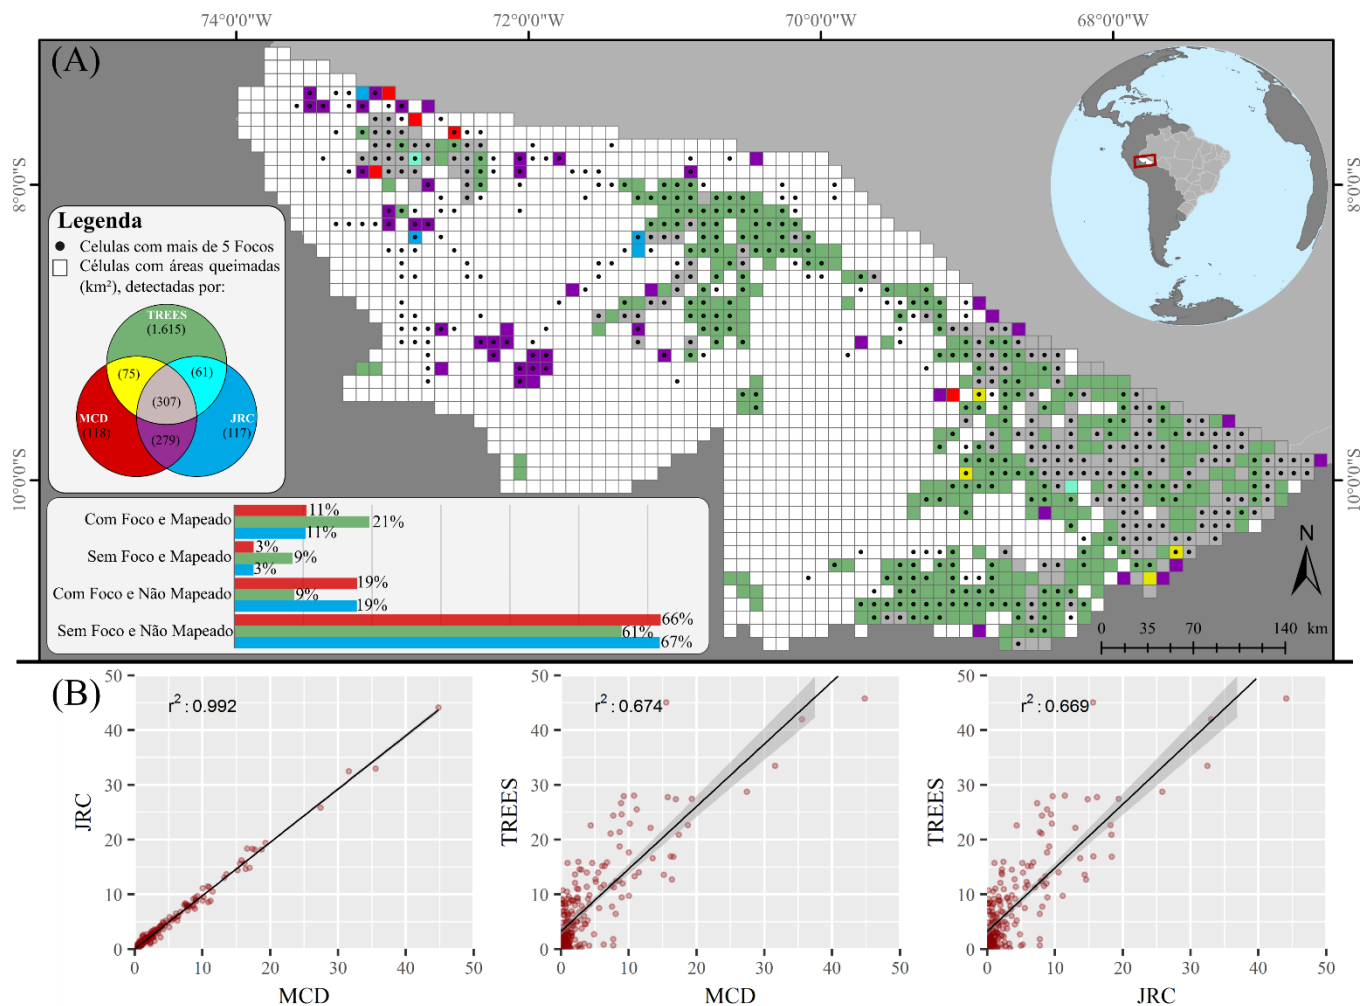 74°0'0"W 72°0'0"W 70°0'0"W 68°0'0"W
(A)
8°0'0"S
8°0'0"S
10°0'0"S
10°0'0"S
Legenda
Celulas com mais de 5 Focos
Células com áreas queimadas
(km²), detectadas por:
TREES
(1.615)
(75)
(61)
(307)
MCD
(118)
JRC
(117)
(279)
Com Foco e Mapeado
11%
21%
11%
Sem Foco e Mapeado
3%
9%
3%
Com Foco e Não Mapeado
19%
9%
19%
Sem Foco e Não Mapeado
66%
61%
67%
N
0 35 70 140 km
(B)
r²: 0.992
50
40
30
20
10
0
JRC
0 10 20 30 40 50
MCD
r²: 0.674
50
40
30
20
10
0
TREES
0 10 20 30 40 50
MCD
r²: 0.669
50
40
30
20
10
0
TREES
0 10 20 30 40 50
JRC